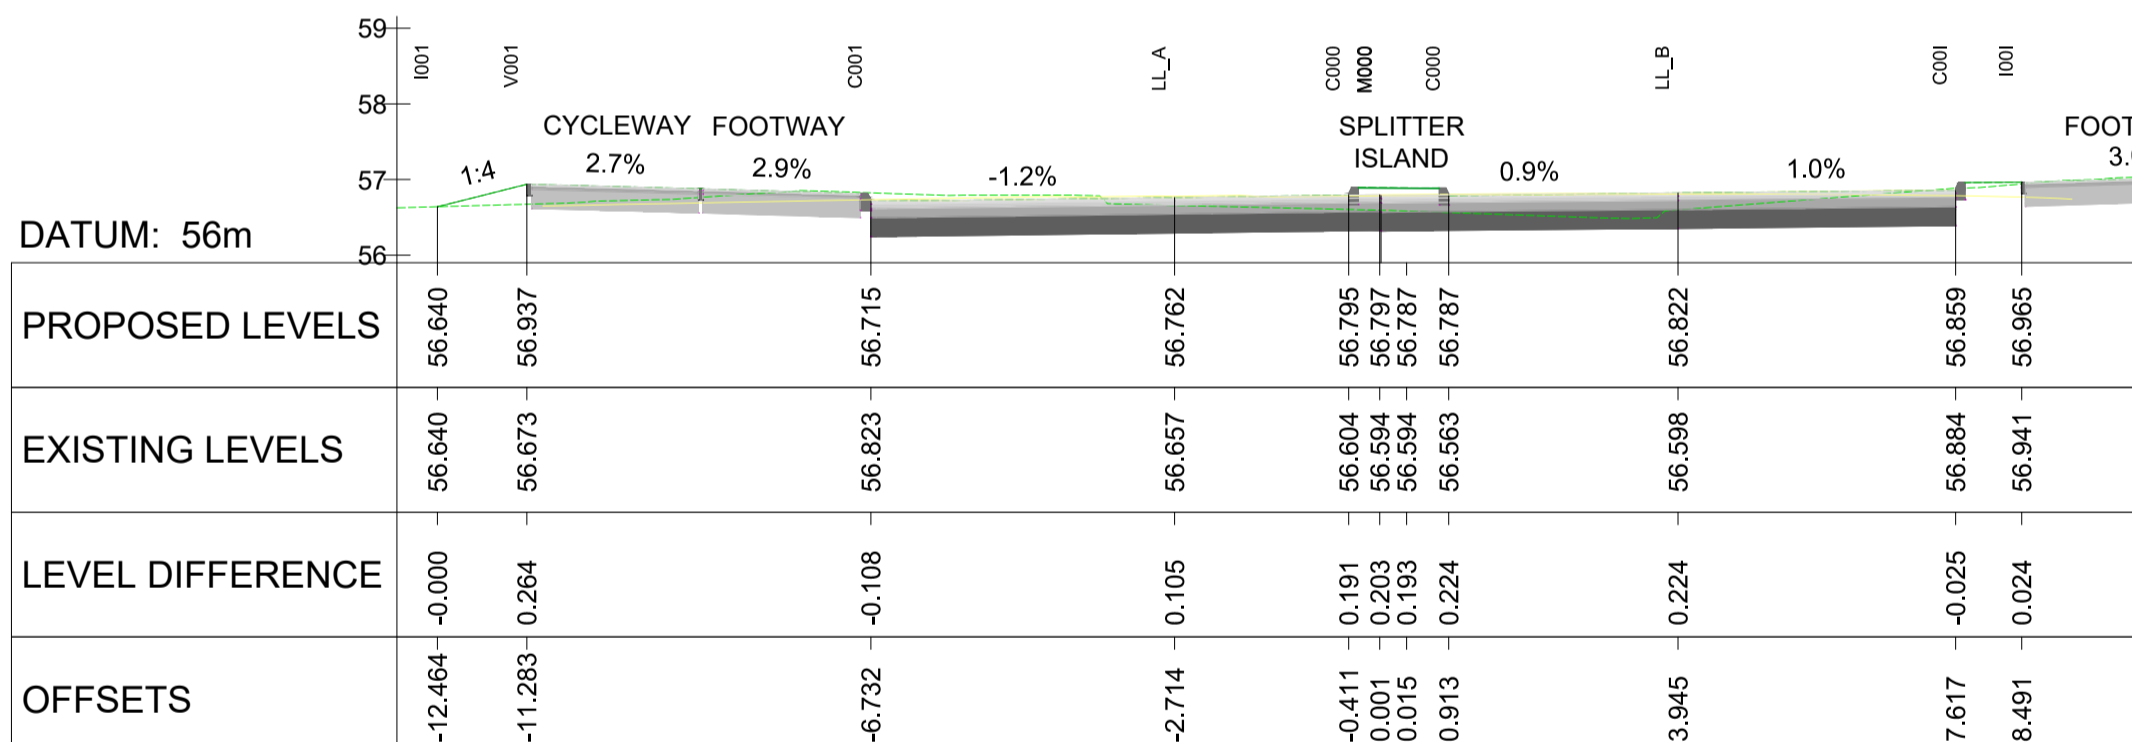 59
58
57
56
I001
V001
C001
LL_A
C000
M000
C000
LL_B
C00I
I00I
CYCLEWAY
FOOTWAY
SPLITTER
ISLAND
FOOT
1:4
2.7%
2.9%
-1.2%
0.9%
1.0%
3.
DATUM: 56m
PROPOSED LEVELS
56.640
56.937
56.715
56.762
56.795
56.797
56.787
56.787
56.822
56.859
56.965
EXISTING LEVELS
56.640
56.673
56.823
56.657
56.604
56.594
56.594
56.563
56.598
56.884
56.941
LEVEL DIFFERENCE
-0.000
0.264
-0.108
0.105
0.191
0.203
0.193
0.224
0.224
-0.025
0.024
OFFSETS
-12.464
-11.283
-6.732
-2.714
-0.411
0.001
0.015
0.913
3.945
7.617
8.491